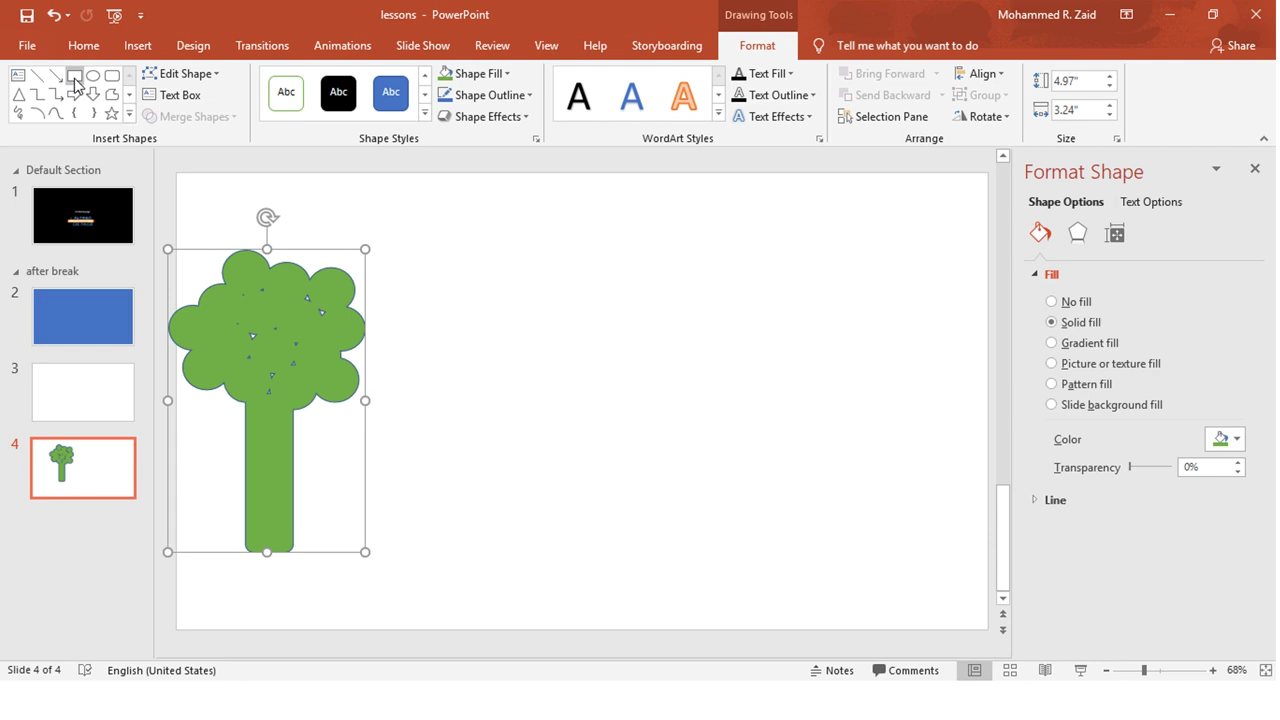 lessons - PowerPoint
Drawing Tools
Mohammed R. Zaid
File Home Insert Design Transitions Animations Slide Show Review View Help Storyboarding Format Tell me what you want to do Share
Edit Shape
Text Box
Merge Shapes
Insert Shapes
Abc Abc Abc
Shape Fill
Shape Outline
Shape Effects
Shape Styles
A A A
Text Fill
Text Outline
Text Effects
WordArt Styles
Bring Forward
Send Backward
Selection Pane
Align
Group
Rotate
Arrange
4.97"
3.24"
Size
Default Section
1
after break
2
3
4
Format Shape
Shape Options Text Options
Fill
No fill
Solid fill
Gradient fill
Picture or texture fill
Pattern fill
Slide background fill
Color
Transparency 0%
Line
Slide 4 of 4 English (United States) Notes Comments 68%